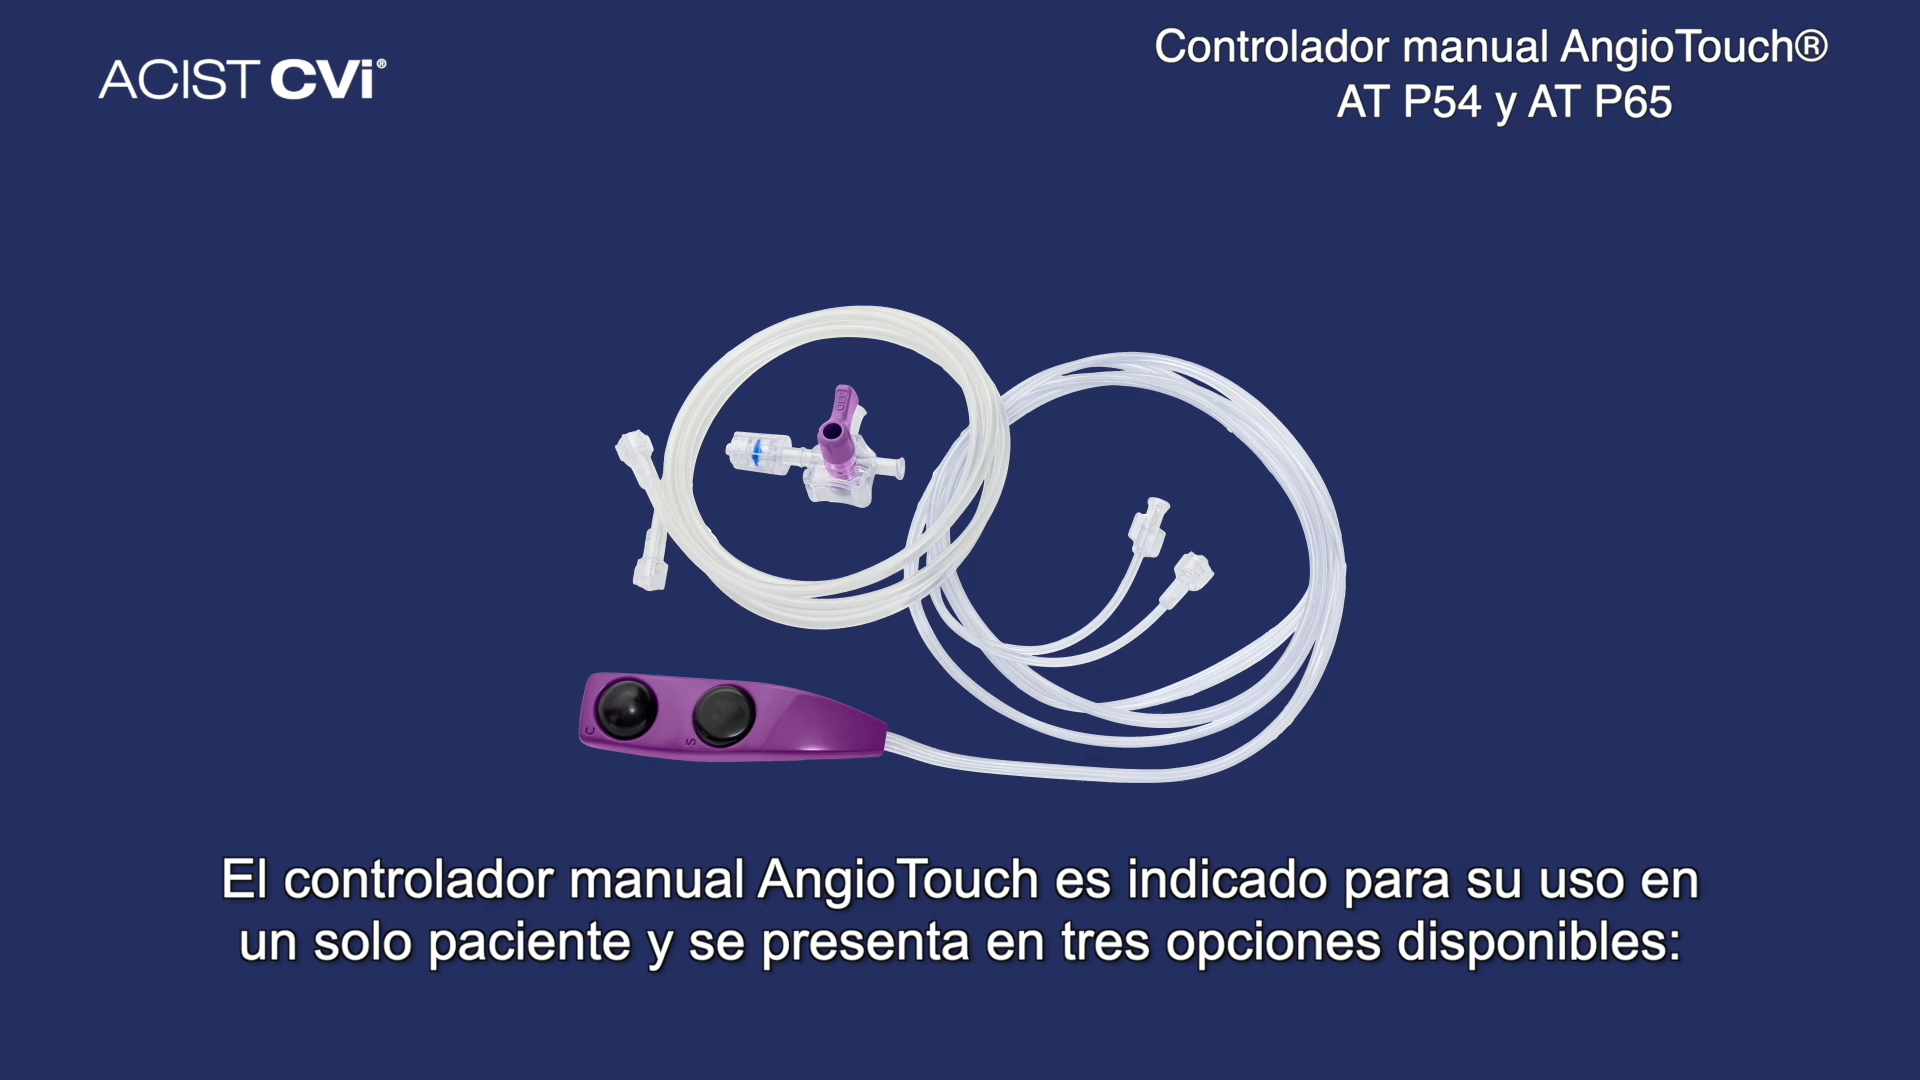 ACIST CVi®
Controlador manual AngioTouch®
AT P54 y AT P65
OFF
C
S
El controlador manual AngioTouch es indicado para su uso en
un solo paciente y se presenta en tres opciones disponibles: